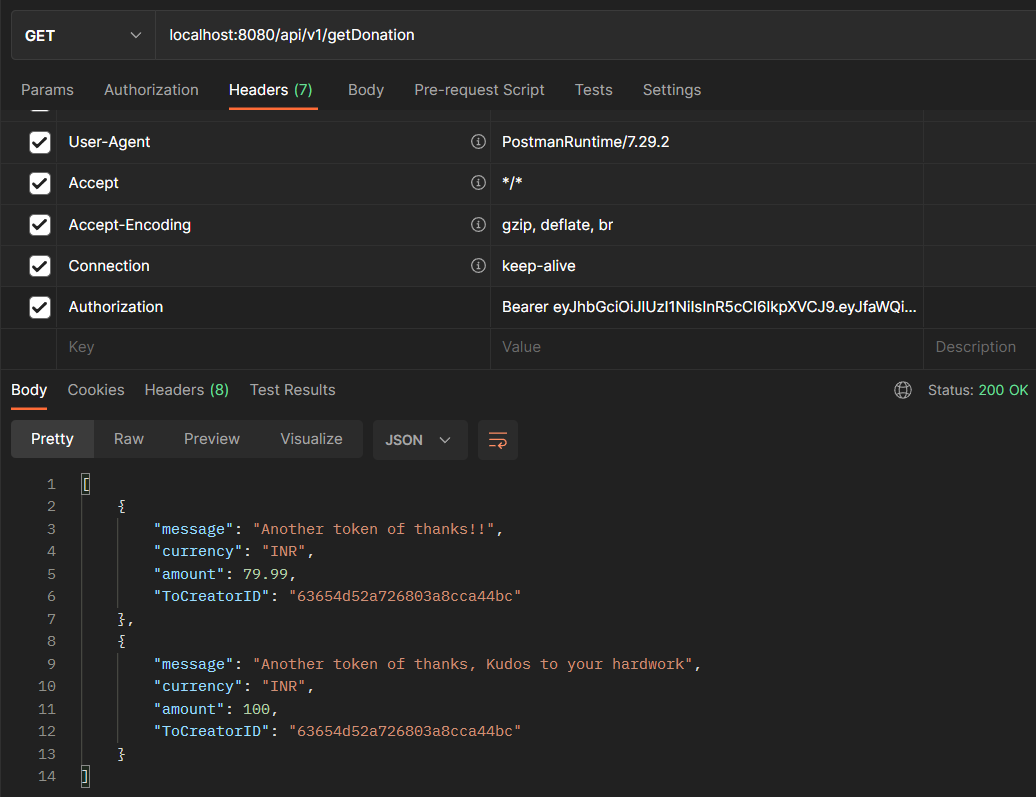 GET localhost:8080/api/v1/getDonation
Params Authorization Headers (7) Body Pre-request Script Tests Settings
User-Agent PostmanRuntime/7.29.2
Accept */*
Accept-Encoding gzip, deflate, br
Connection keep-alive
Authorization Bearer eyJhbGciOiJIUzI1NiIsInR5cCI6IkpXVCJ9.eyJfaWQi...
Key Value Description
Body Cookies Headers (8) Test Results Status: 200 OK
Pretty Raw Preview Visualize JSON
1 [
2 {
3 "message": "Another token of thanks!!",
4 "currency": "INR",
5 "amount": 79.99,
6 "ToCreatorID": "63654d52a726803a8cca44bc"
7 },
8 {
9 "message": "Another token of thanks, Kudos to your hardwork",
10 "currency": "INR",
11 "amount": 100,
12 "ToCreatorID": "63654d52a726803a8cca44bc"
13 }
14 ]